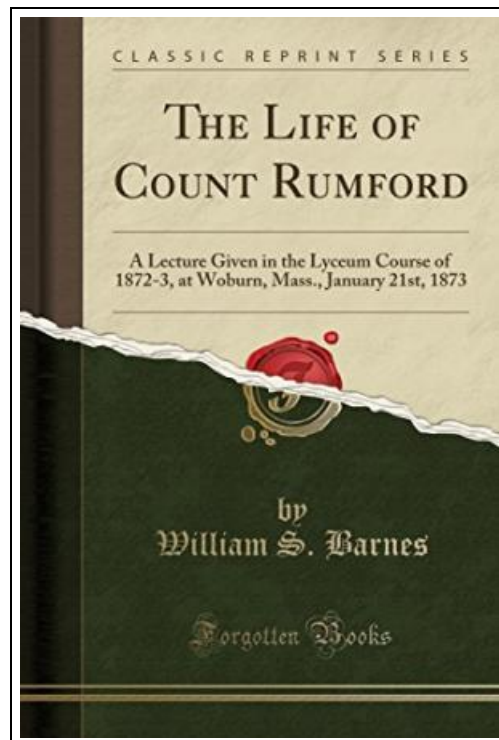 CLASSIC REPRINT SERIES
THE LIFE OF
COUNT RUMFORD
A Lecture Given in the Lyceum Course of
1872-3, at Woburn, Mass., January 21st, 1873
F
by
William S. Barnes
Forgotten Books